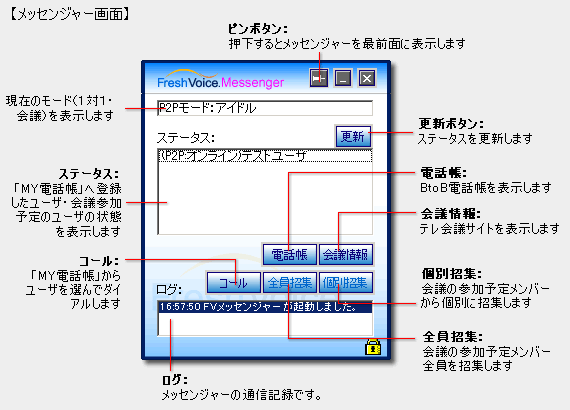 【メッセンジャー画面】
ピンボタン：
押下するとメッセンジャーを最前面に表示します
FreshVoice.Messenger
現在のモード（1対1・
会議）を表示します
P2Pモード：アイドル
ステータス：
更新
更新ボタン：
ステータスを更新します
(P2P:オンライン)テストユーザ
ステータス：
「MY電話帳」へ登録
したユーザ・会議参加
予定のユーザの状態
を表示します
電話帳：
BtoB電話帳を表示します
会議情報：
テレ会議サイトを表示します
電話帳
会議情報
コール：
「MY電話帳」から
ユーザを選んでダイ
アルします
コール
全員招集
個別招集
個別招集：
会議の参加予定メンバー
から個別に招集します
ログ：
16:57:50 FVメッセンジャーが起動しました。
全員招集：
会議の参加予定メンバー
全員を招集します
ログ：
メッセンジャーの通信記録です。